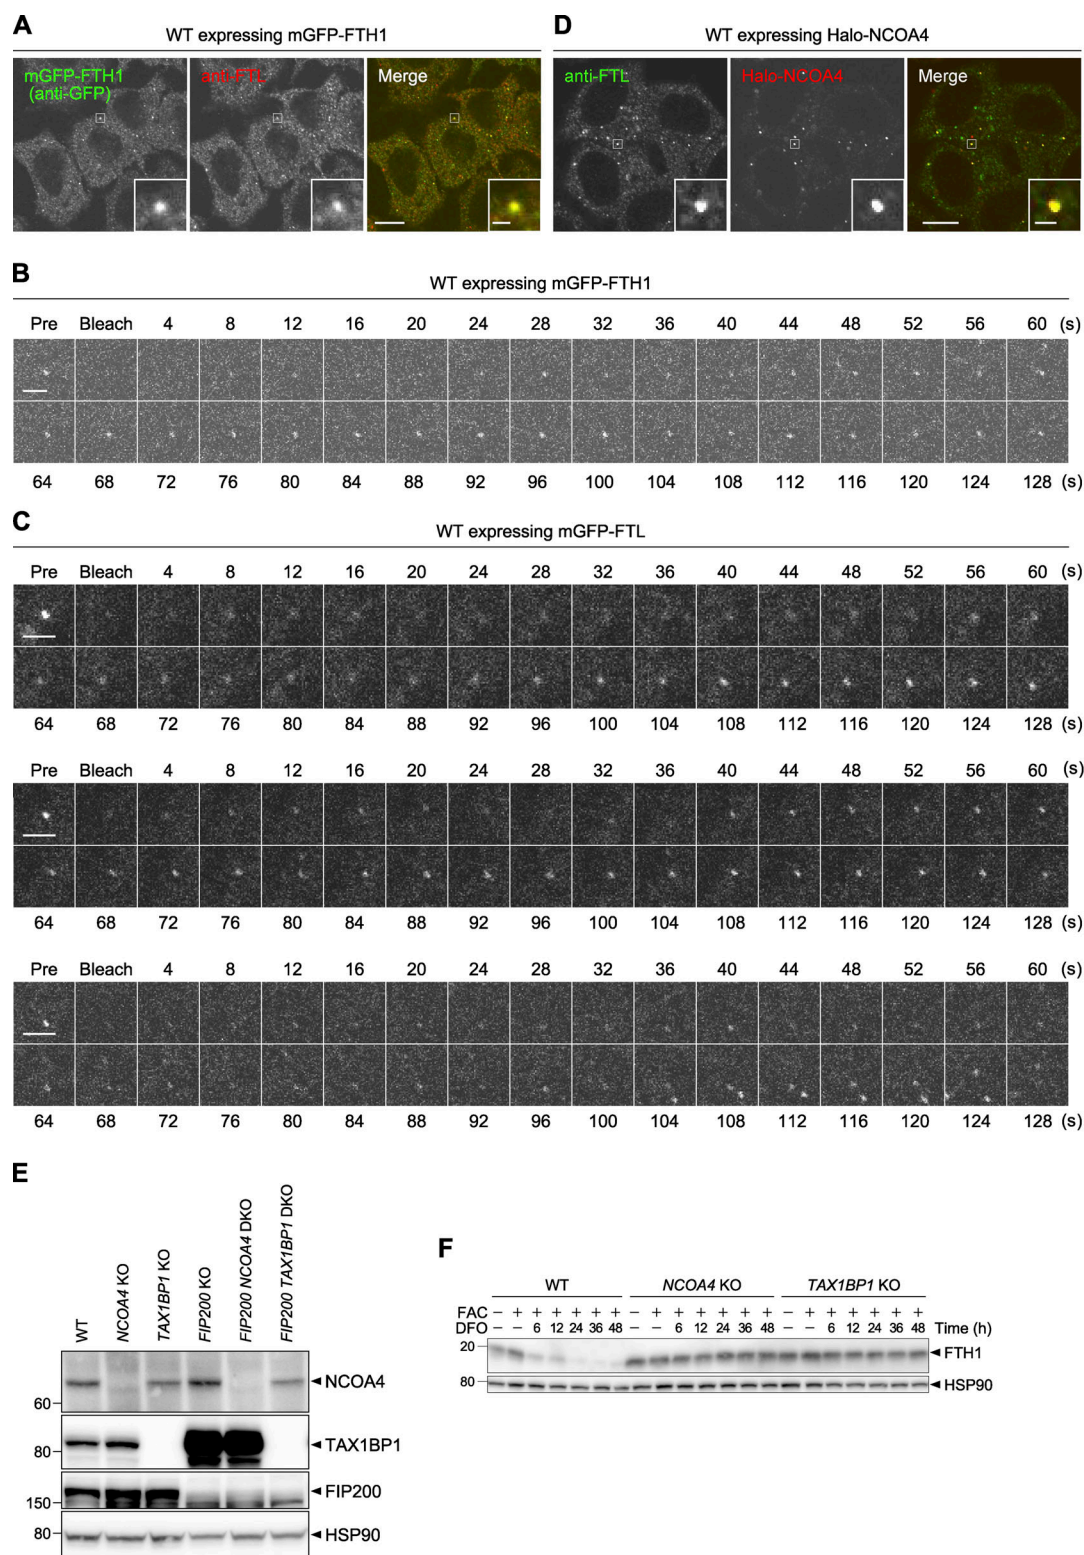 A
WT expressing mGFP-FTH1
mGFP-FTH1
(anti-GFP)
anti-FTL
Merge
D
WT expressing Halo-NCOA4
anti-FTL
Halo-NCOA4
Merge
B
WT expressing mGFP-FTH1
Pre Bleach 4 8 12 16 20 24 28 32 36 40 44 48 52 56 60 (s)
64 68 72 76 80 84 88 92 96 100 104 108 112 116 120 124 128 (s)
C
WT expressing mGFP-FTL
Pre Bleach 4 8 12 16 20 24 28 32 36 40 44 48 52 56 60 (s)
64 68 72 76 80 84 88 92 96 100 104 108 112 116 120 124 128 (s)
Pre Bleach 4 8 12 16 20 24 28 32 36 40 44 48 52 56 60 (s)
64 68 72 76 80 84 88 92 96 100 104 108 112 116 120 124 128 (s)
Pre Bleach 4 8 12 16 20 24 28 32 36 40 44 48 52 56 60 (s)
64 68 72 76 80 84 88 92 96 100 104 108 112 116 120 124 128 (s)
E
WT
NCOA4 KO
TAX1BP1 KO
FIP200 KO
FIP200 NCOA4 DKO
FIP200 TAX1BP1 DKO
NCOA4
60
TAX1BP1
80
FIP200
150
80
HSP90
F
WT NCOA4 KO TAX1BP1 KO
FAC – + + + + + + – + + + + + + – + + + + + +
DFO – – 6 12 24 36 48 – – 6 12 24 36 48 – – 6 12 24 36 48 Time (h)
20
FTH1
80
HSP90